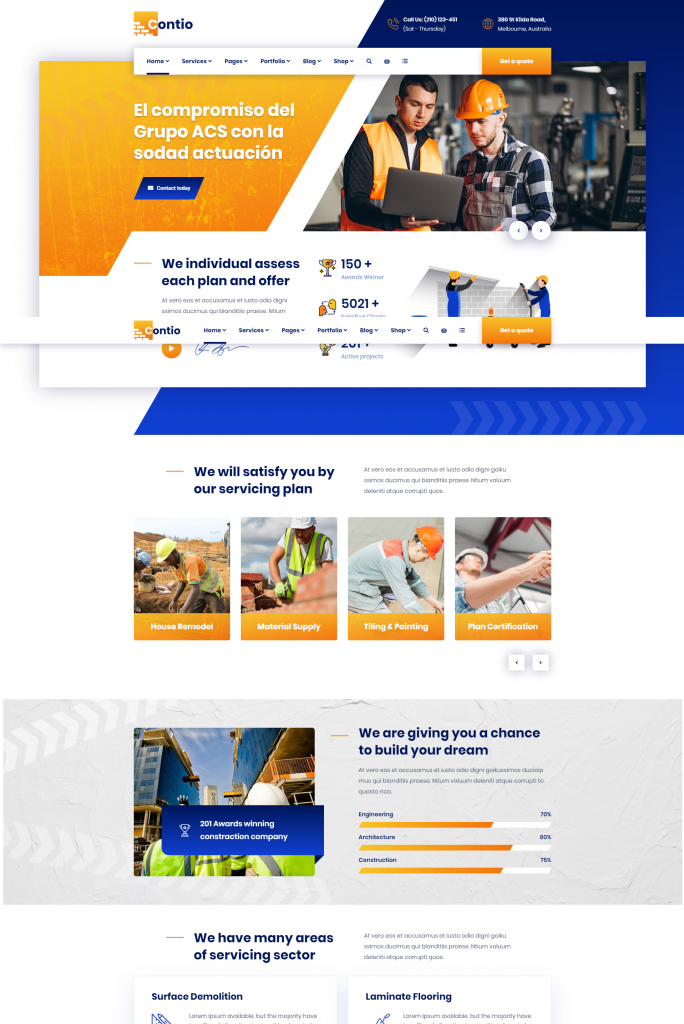 Contio
Call Us: (210) 123-451
(Sat - Thursday)
380 St Kilda Road,
Melbourne, Australia
Home Services Pages Portfolio Blog Shop
Get a quote
El compromiso del
Grupo ACS con la
sodad actuación
Contact today
We individual assess
each plan and offer
At vero eos et accusamus et iusto odio digni
ssimos ducimus qui blanditiis praese. Ntium
150 +
Awards Winner
5021 +
Satisfied Clients
Contio
Home Services Pages Portfolio Blog Shop
Get a quote
201 +
Active projects
We will satisfy you by
our servicing plan
At vero eos et accusamus et iusto odio digni goiku
ssimos ducimus qui blanditiis praese. Ntium voluum
deleniti atque corrupti quos.
House Remodel
Material Supply
Tiling & Painting
Plan Certification
201 Awards winning
constraction company
We are giving you a chance
to build your dream
At vero eos et accusamus et iusto odio digni goikussimos ducioip
mus qui blanditiis praese. Ntium voluum deleniti atque corrupti to
questo rico.
Engineering 70%
Architecture 80%
Construction 75%
We have many areas
of servicing sector
At vero eos et accusamus et iusto odio digni goiku
ssimos ducimus qui blanditiis praese. Ntium voluum
deleniti atque corrupti quos.
Surface Demolition
Lorem Ipsum available, but the majority have
Laminate Flooring
Lorem Ipsum available, but the majority have